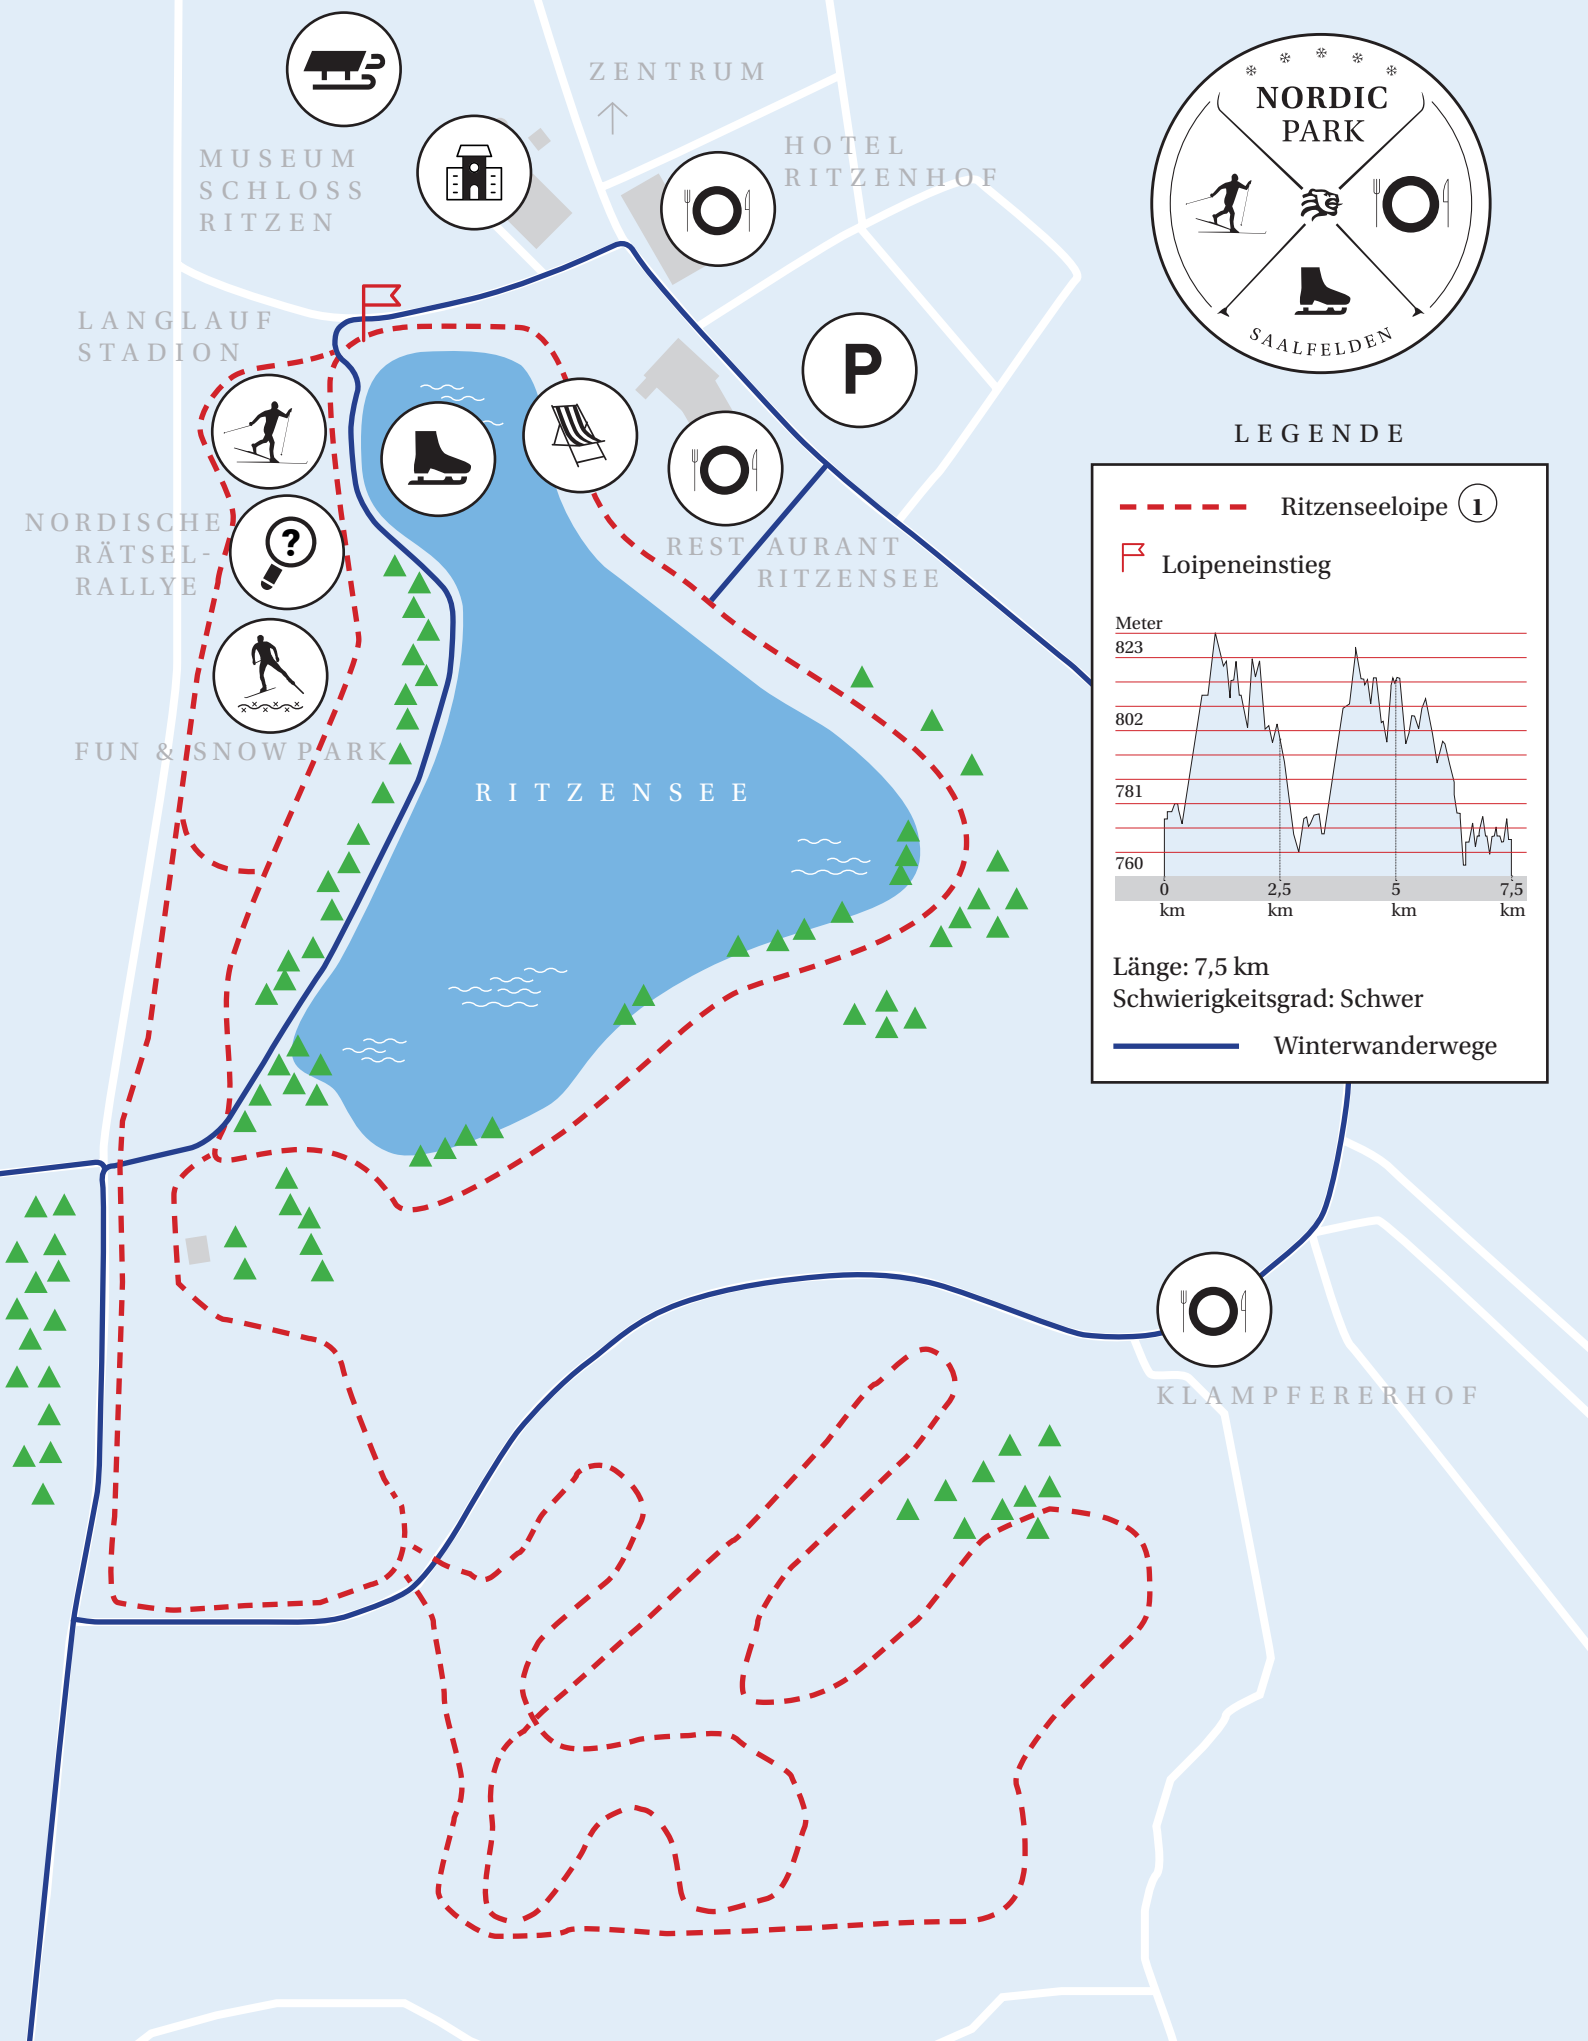 ZENTRUM
MUSEUM
SCHLOSS
RITZEN
HOTEL
RITZENHOF
NORDIC
PARK
SAALFELDEN
LANGLAUF
STADION
P
LEGENDE
NORDISCHE
RÄTSEL-
RALLYE
?
RESTAURANT
RITZENSEE
FUN & SNOW PARK
RITZENSEE
Ritzenseeloipe 1
Loipeneinstieg
Meter
823
802
781
760
0 2,5 5 7,5
km km km km
Länge: 7,5 km
Schwierigkeitsgrad: Schwer
Winterwanderwege
KLAMPFERERHOF